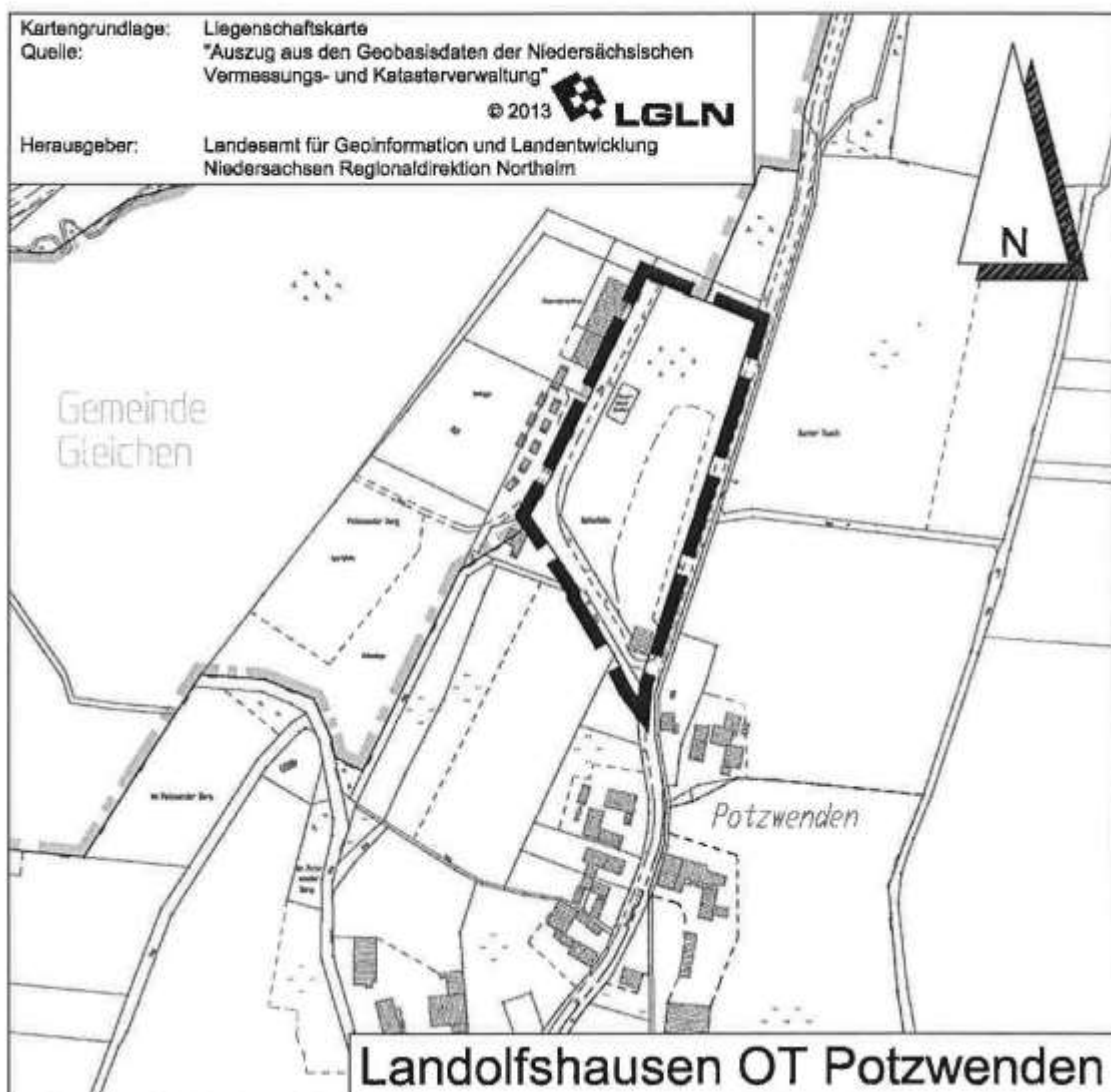 Kartengrundlage: Liegenschaftskarte
Quelle: "Auszug aus den Geobasisdaten der Niedersächsischen
Vermessungs- und Katasterverwaltung"
© 2013 LGLN
Herausgeber: Landesamt für Geoinformation und Landentwicklung
Niedersachsen Regionaldirektion Northeim
N
Gemeinde
Gleichen
Potzwenden
Landolfshausen OT Potzwenden